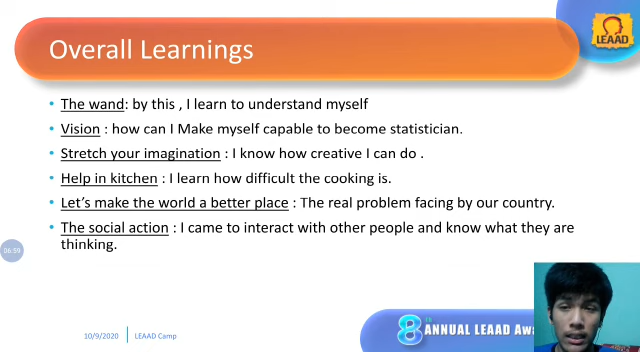 LEAAD
Overall Learnings
• The wand: by this , I learn to understand myself
• Vision : how can I Make myself capable to become statistician.
• Stretch your imagination : I know how creative I can do .
• Help in kitchen : I learn how difficult the cooking is.
• Let's make the world a better place : The real problem facing by our country.
• The social action : I came to interact with other people and know what they are
thinking.
06:59
10/9/2020
LEAAD Camp
8TH ANNUAL LEAAD Awa